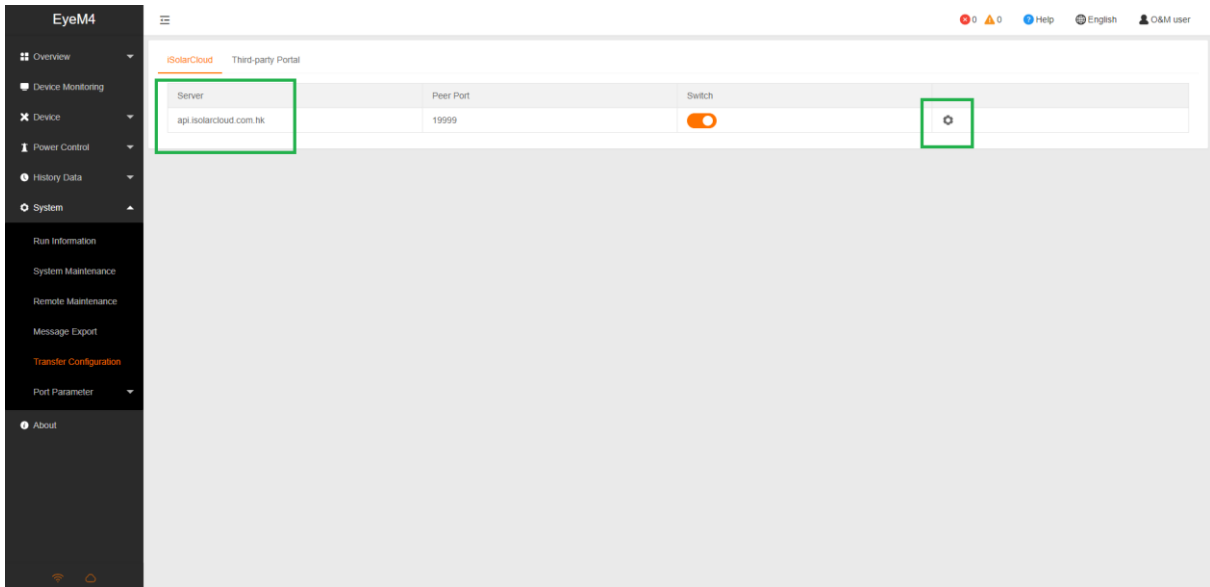 EyeM4
0 0 Help English O&M user
Overview
Device Monitoring
Device
Power Control
History Data
System
Run Information
System Maintenance
Remote Maintenance
Message Export
Transfer Configuration
Port Parameter
About
iSolarCloud Third-party Portal
Server Peer Port Switch
api.isolarcloud.com.hk 19999